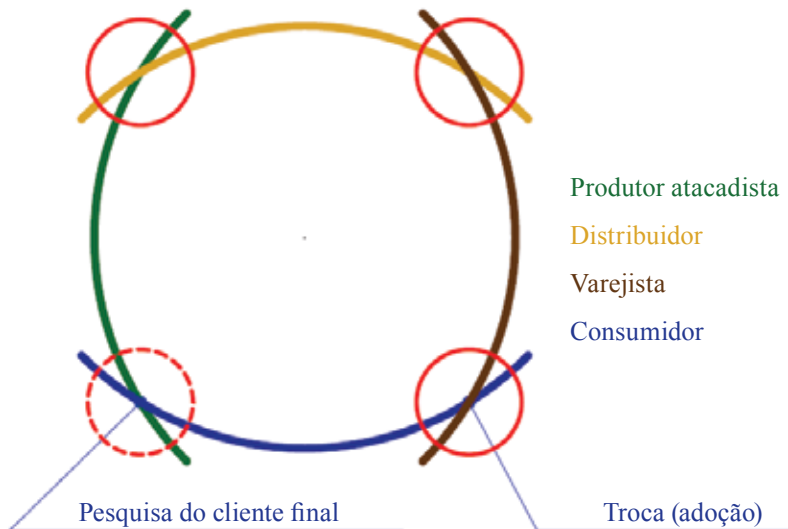 Produtor atacadista
Distribuidor
Varejista
Consumidor
Pesquisa do cliente final
Troca (adoção)